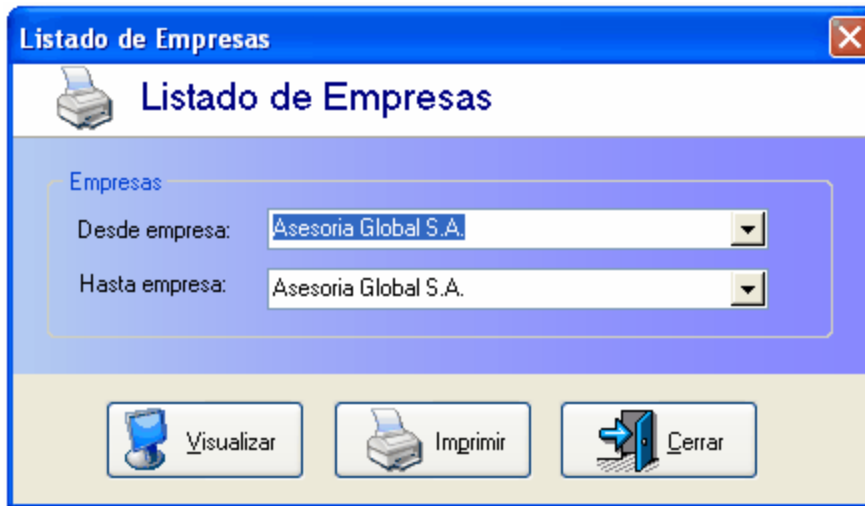 Listado de Empresas
Listado de Empresas
Empresas
Desde empresa: Asesoria Global S.A.
Hasta empresa: Asesoria Global S.A.
Visualizar Imprimir Cerrar